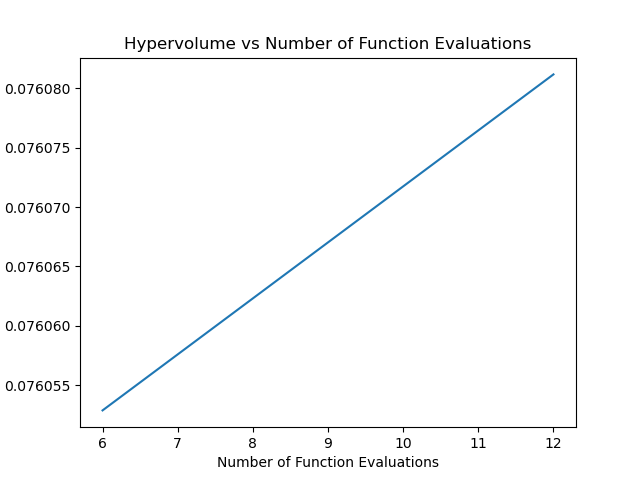 Hypervolume vs Number of Function Evaluations
0.076080
0.076075
0.076070
0.076065
0.076060
0.076055
6 7 8 9 10 11 12
Number of Function Evaluations